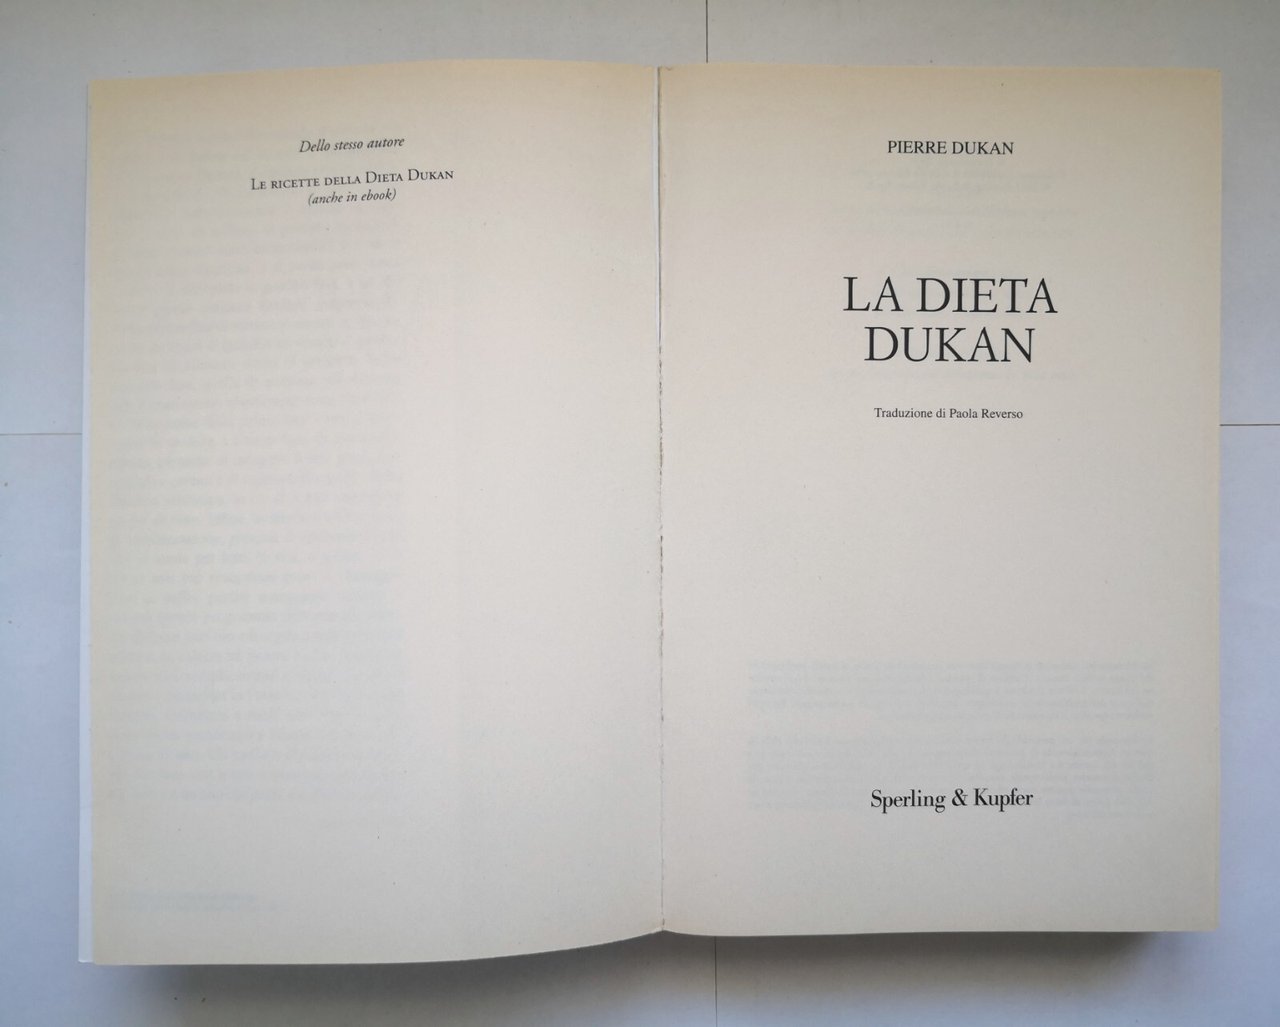 Dello stesso autore
Le ricette della Dieta Dukan
(anche in ebook)
PIERRE DUKAN
LA DIETA
DUKAN
Traduzione di Paola Reverso
Sperling & Kupfer